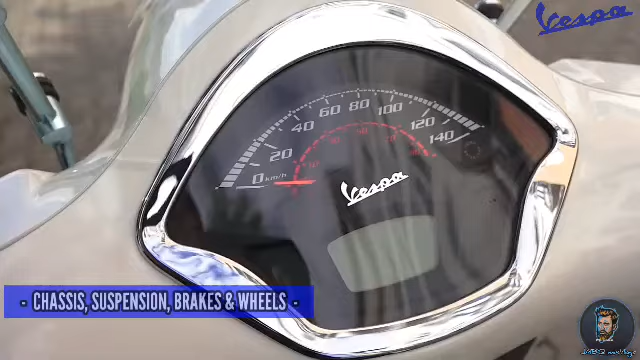 Vespa
60 80 100
40 120
20 140
0 km/h
Vespa
- CHASSIS, SUSPENSION, BRAKES & WHEELS -